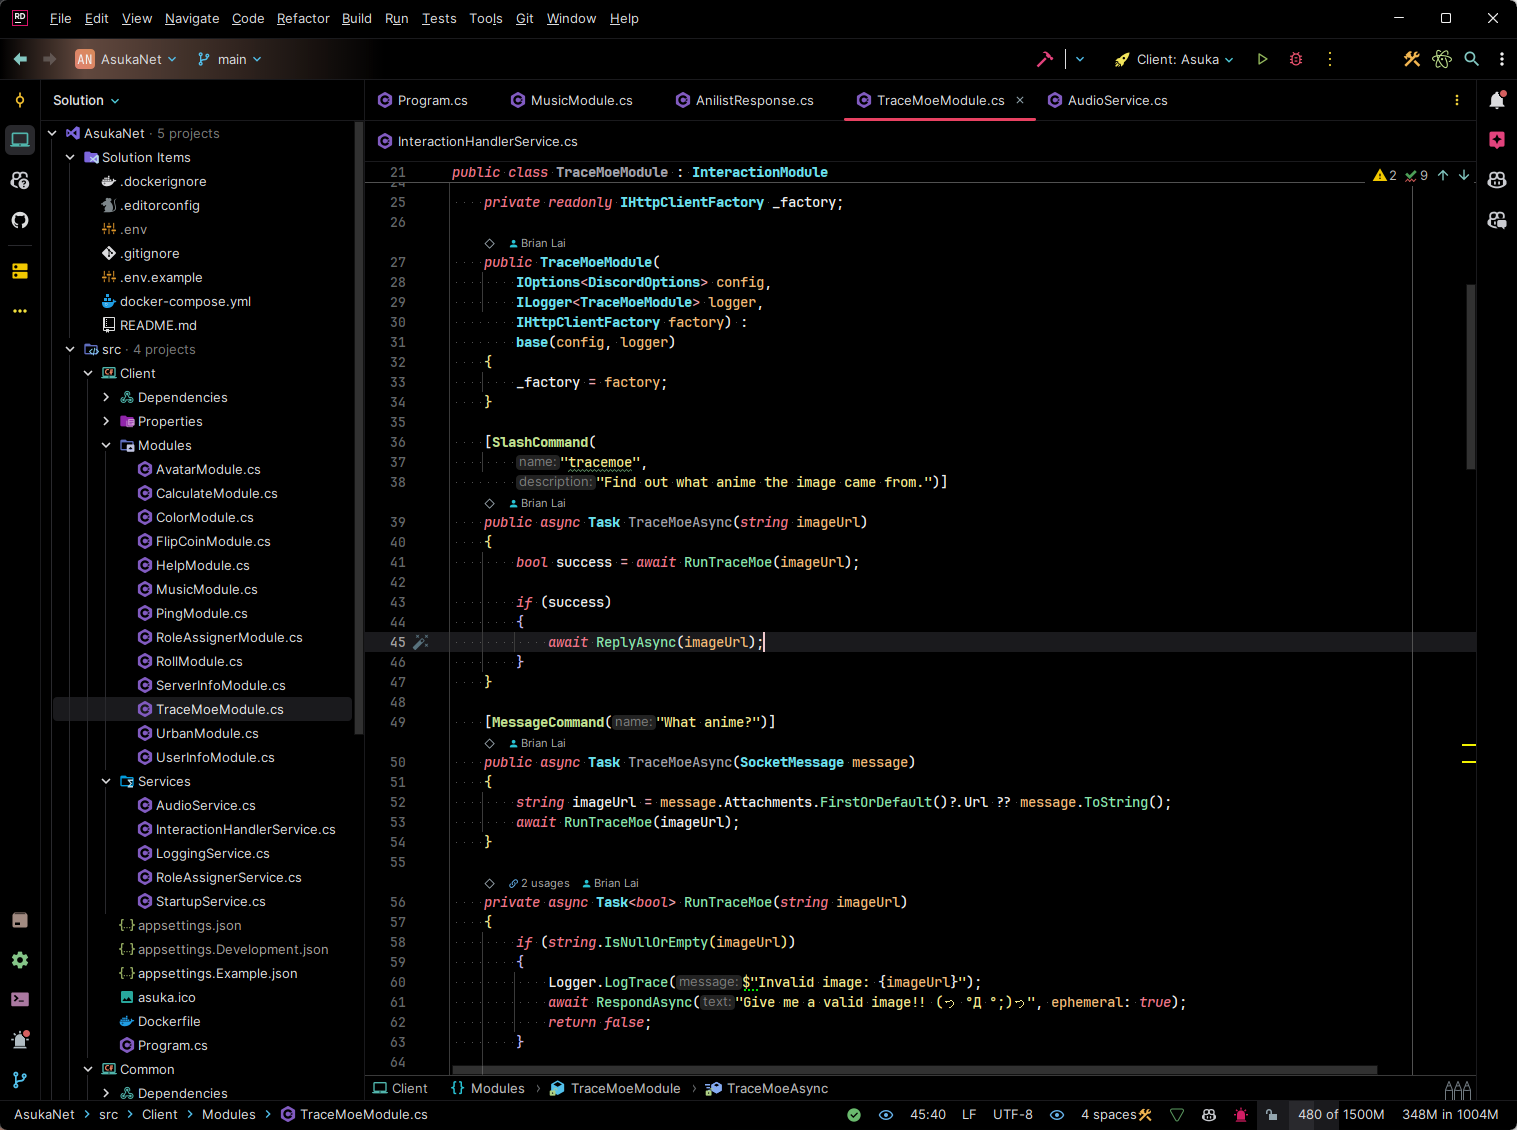 RD
File Edit View Navigate Code Refactor Build Run Tests Tools Git Window Help
AN AsukaNet main Client: Asuka
Solution
AsukaNet · 5 projects
Solution Items
.dockerignore
.editorconfig
.env
.gitignore
.env.example
docker-compose.yml
README.md
src · 4 projects
Client
Dependencies
Properties
Modules
AvatarModule.cs
CalculateModule.cs
ColorModule.cs
FlipCoinModule.cs
HelpModule.cs
MusicModule.cs
PingModule.cs
RoleAssignerModule.cs
RollModule.cs
ServerInfoModule.cs
TraceMoeModule.cs
UrbanModule.cs
UserInfoModule.cs
Services
AudioService.cs
InteractionHandlerService.cs
LoggingService.cs
RoleAssignerService.cs
StartupService.cs
appsettings.json
appsettings.Development.json
appsettings.Example.json
asuka.ico
Dockerfile
Program.cs
Common
Dependencies
Program.cs MusicModule.cs AnilistResponse.cs TraceMoeModule.cs AudioService.cs
InteractionHandlerService.cs
21 public class TraceMoeModule : InteractionModule
2 9
24
25 private readonly IHttpClientFactory _factory;
26
Brian Lai
27 public TraceMoeModule(
28 IOptions<DiscordOptions> config,
29 ILogger<TraceMoeModule> logger,
30 IHttpClientFactory factory) :
31 base(config, logger)
32 {
33 _factory = factory;
34 }
35
36 [SlashCommand(
37 name: "tracemoe",
38 description: "Find out what anime the image came from.")]
Brian Lai
39 public async Task TraceMoeAsync(string imageUrl)
40 {
41 bool success = await RunTraceMoe(imageUrl);
42
43 if (success)
44 {
45 await ReplyAsync(imageUrl);
46 }
47 }
48
49 [MessageCommand( name: "What anime?")]
Brian Lai
50 public async Task TraceMoeAsync(SocketMessage message)
51 {
52 string imageUrl = message.Attachments.FirstOrDefault()?.Url ?? message.ToString();
53 await RunTraceMoe(imageUrl);
54 }
55
2 usages Brian Lai
56 private async Task<bool> RunTraceMoe(string imageUrl)
57 {
58 if (string.IsNullOrEmpty(imageUrl))
59 {
60 Logger.LogTrace( message: $"Invalid image: {imageUrl}");
61 await RespondAsync( text: "Give me a valid image!! (っ °Д °;)っ", ephemeral: true);
62 return false;
63 }
64
Client Modules TraceMoeModule TraceMoeAsync
AsukaNet src Client Modules TraceMoeModule.cs 45:40 LF UTF-8 4 spaces 480 of 1500M 348M in 1004M